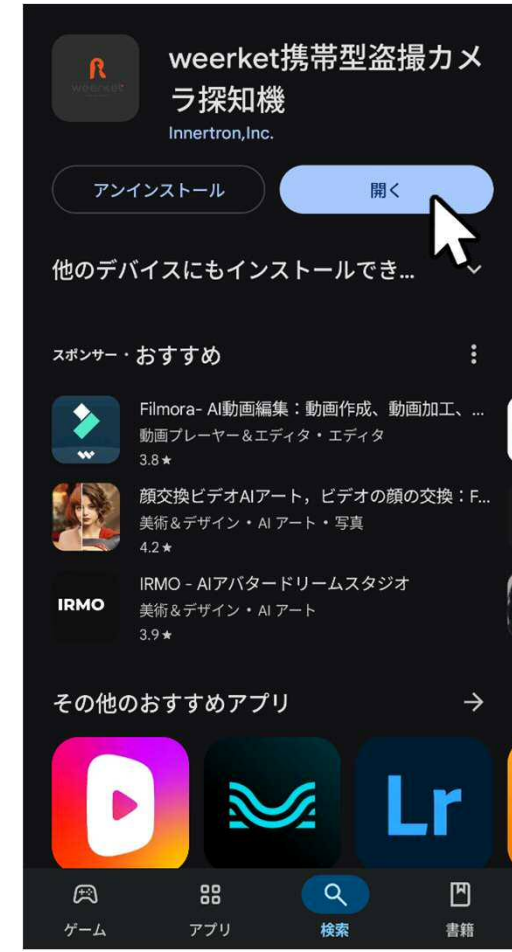 weerket
weerket携帯型盗撮カメ
ラ探知機
Innertron,Inc.
アンインストール
開く
他のデバイスにもインストールでき...
スポンサー・おすすめ
Filmora- AI動画編集：動画作成、動画加工、...
動画プレーヤー＆エディタ・エディタ
3.8★
顔交換ビデオAIアート，ビデオの顔の交換：F...
美術＆デザイン・AI アート・写真
4.2★
IRMO
IRMO - AIアバタードリームスタジオ
美術＆デザイン・AI アート
3.9★
その他のおすすめアプリ
Lr
ゲーム
アプリ
検索
書籍